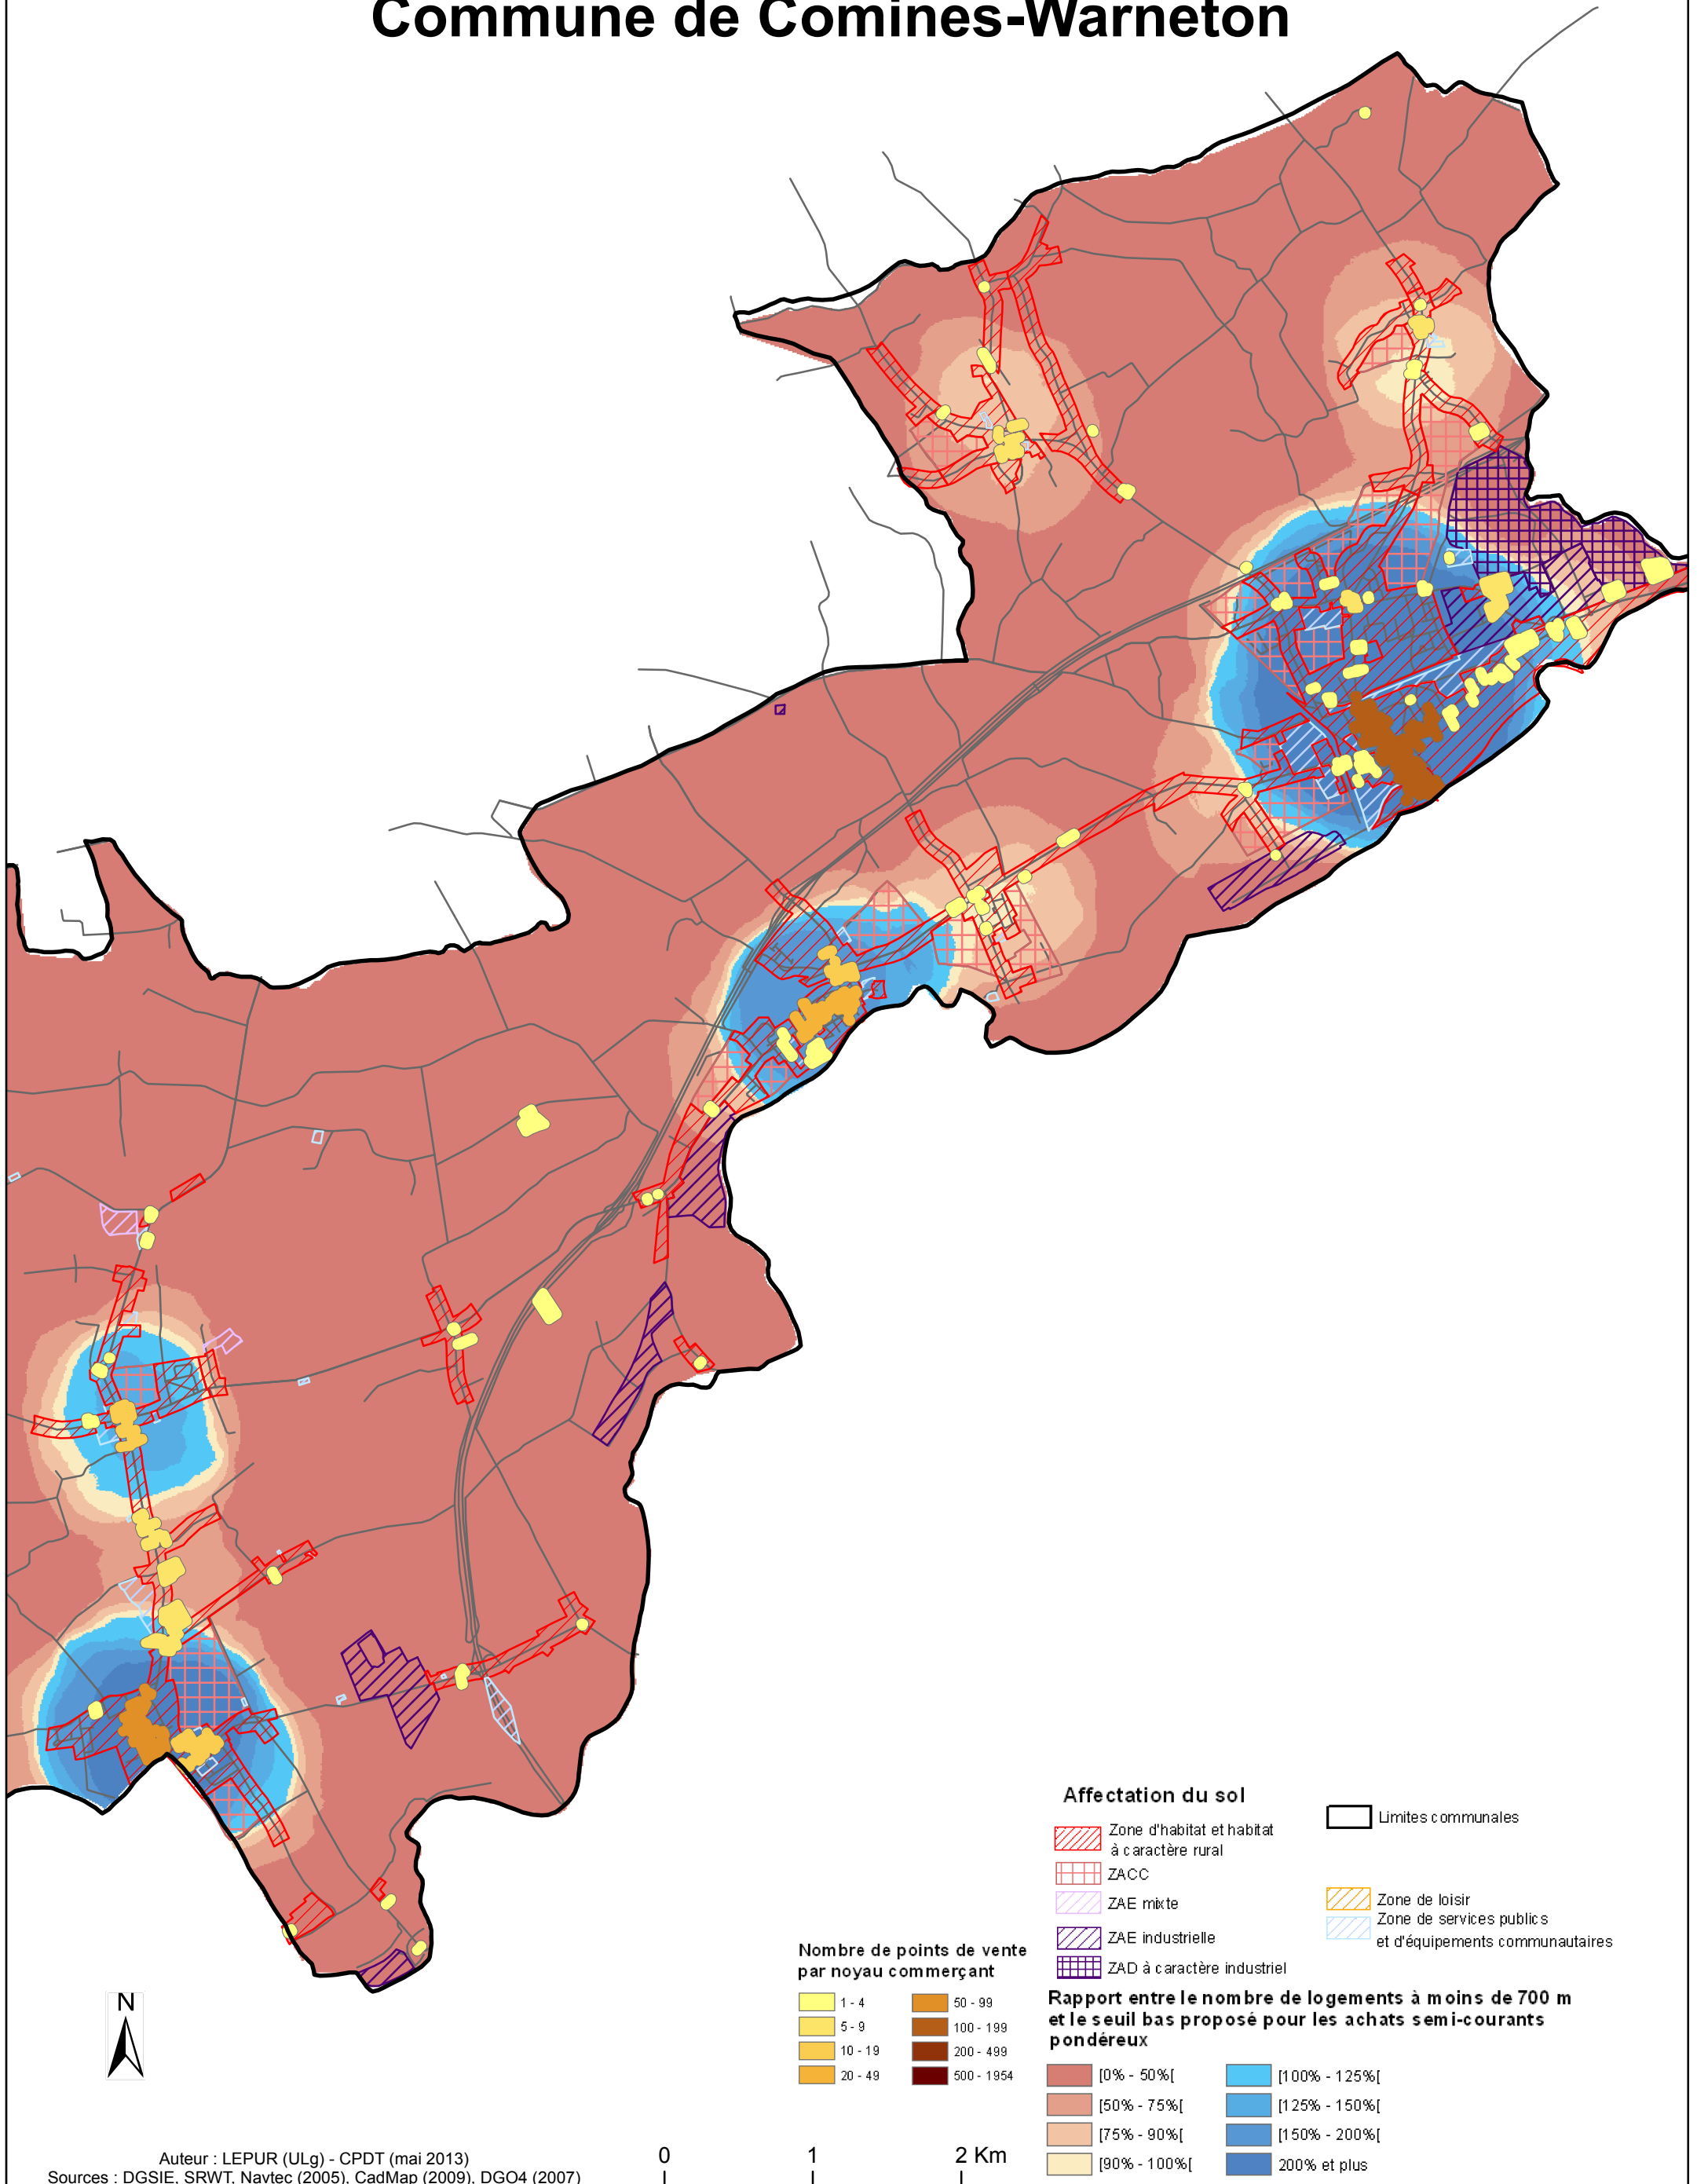 Commune de Comines-Warneton
Affectation du sol
Zone d'habitat et habitat
à caractère rural
ZACC
ZAE mixte
ZAE industrielle
ZAD à caractère industriel
Limites communales
Zone de loisir
Zone de services publics
et d'équipements communautaires
Nombre de points de vente
par noyau commerçant
1 - 4
5 - 9
10 - 19
20 - 49
50 - 99
100 - 199
200 - 499
500 - 1954
Rapport entre le nombre de logements à moins de 700 m
et le seuil bas proposé pour les achats semi-courants
pondéreux
[0% - 50%[
[50% - 75%[
[75% - 90%[
[90% - 100%[
[100% - 125%[
[125% - 150%[
[150% - 200%[
200% et plus
N
Auteur : LEPUR (ULg) - CPDT (mai 2013)
Sources : DGSIE, SRWT, Navtec (2005), CadMap (2009), DGO4 (2007)
0 1 2 Km